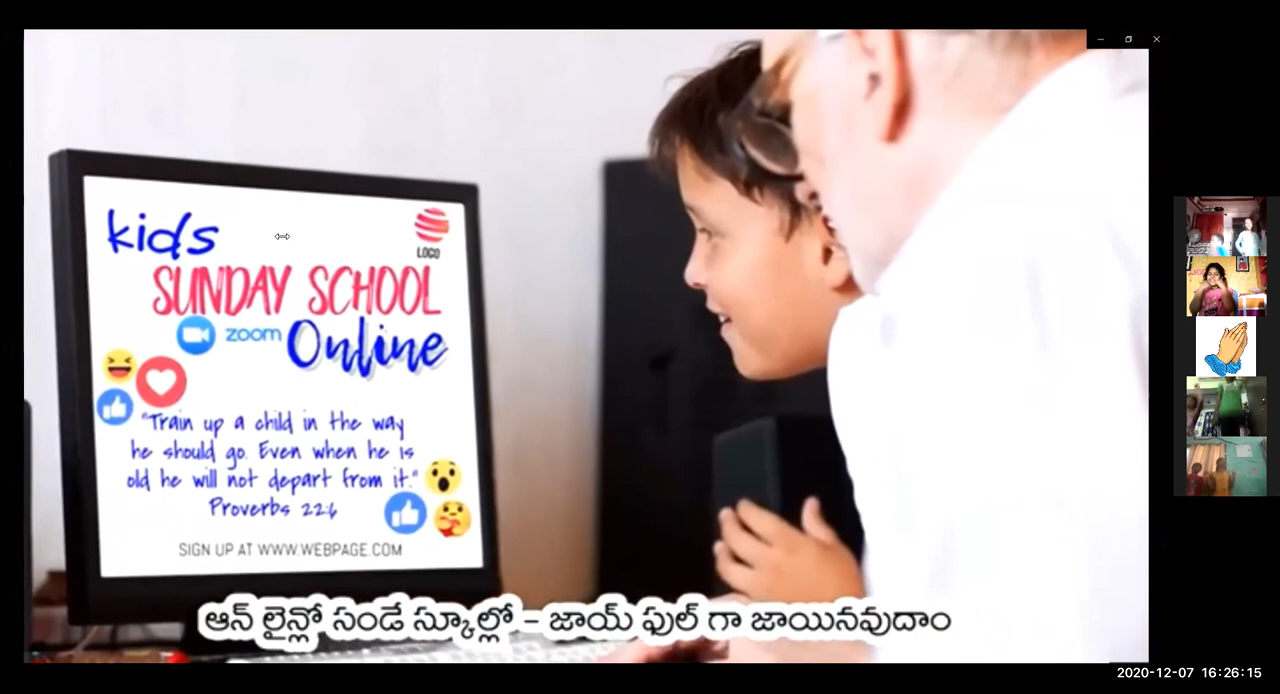 kids
LOGO
SUNDAY SCHOOL
zoom Online
"Train up a child in the way
he should go. Even when he is
old he will not depart from it."
Proverbs 22:6
SIGN UP AT WWW.WEBPAGE.COM
ఆన్ లైన్లో సండే స్కూల్లో – జాయ్ ఫుల్ గా జాయినవుదాం
2020-12-07 16:26:15